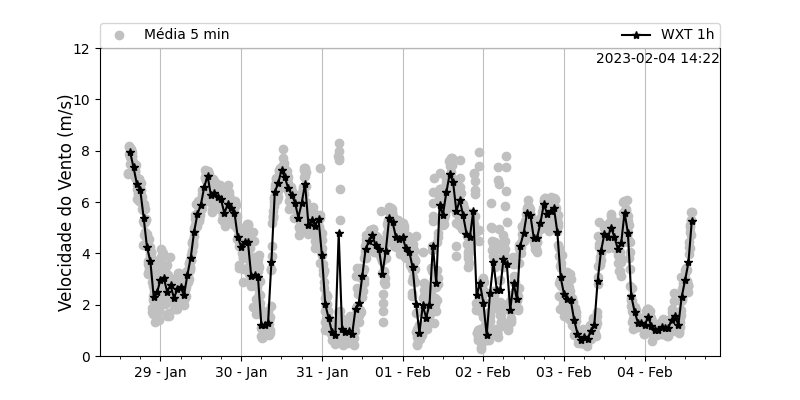 Média 5 min
WXT 1h
2023-02-04 14:22
Velocidade do Vento (m/s)
12
10
8
6
4
2
0
29 - Jan
30 - Jan
31 - Jan
01 - Feb
02 - Feb
03 - Feb
04 - Feb